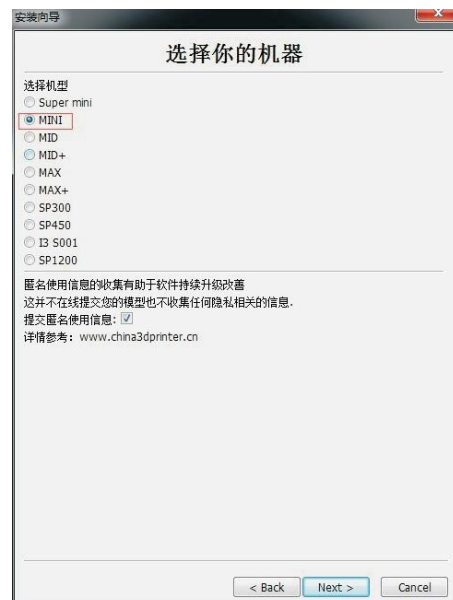 安装向导
选择你的机器
选择机型
Super mini
MINI
MID
MID+
MAX
MAX+
SP300
SP450
I3 S001
SP1200
匿名使用信息的收集有助于软件持续升级改善
这并不在线提交您的模型也不收集任何隐私相关的信息.
提交匿名使用信息:
详情参考: www.china3dprinter.cn
< Back Next > Cancel